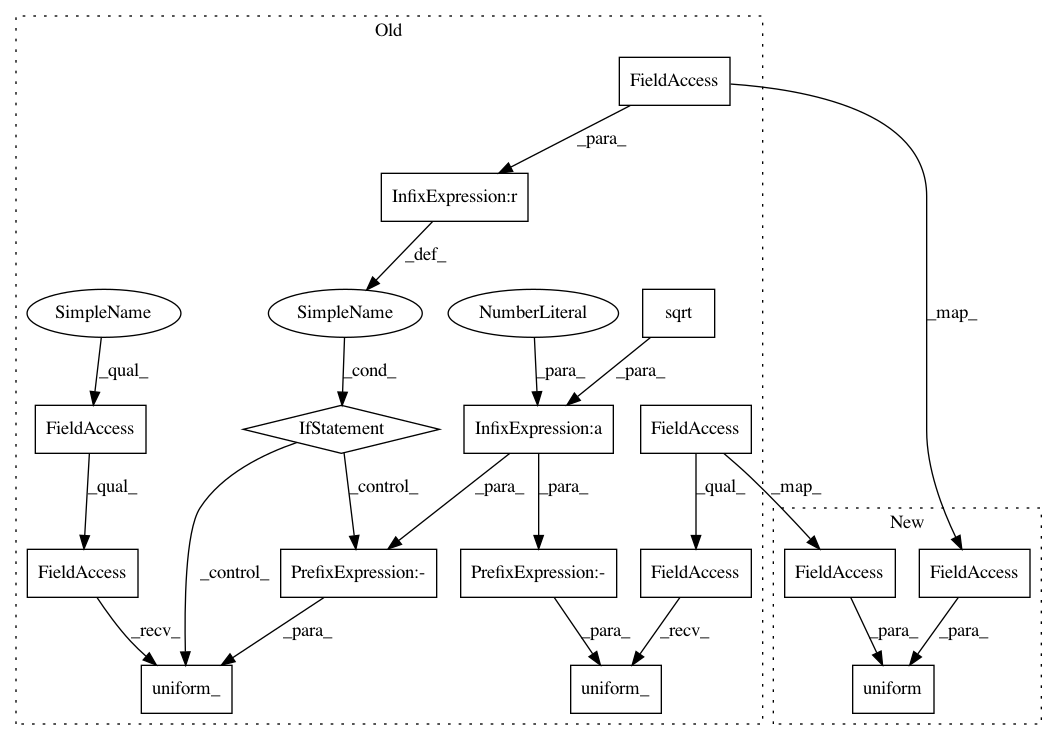 Old
FieldAccess
_para_
InfixExpression:r
_def_
SimpleName
SimpleName
NumberLiteral
sqrt
_map_
_qual_
_cond_
_para_
_para_
FieldAccess
IfStatement
InfixExpression:a
FieldAccess
_qual_
_control_
_para_
_para_
_qual_
_map_
New
FieldAccess
_control_
PrefixExpression:-
PrefixExpression:-
FieldAccess
FieldAccess
FieldAccess
_recv_
_para_
_para_
_recv_
_para_
_para_
uniform_
uniform_
uniform